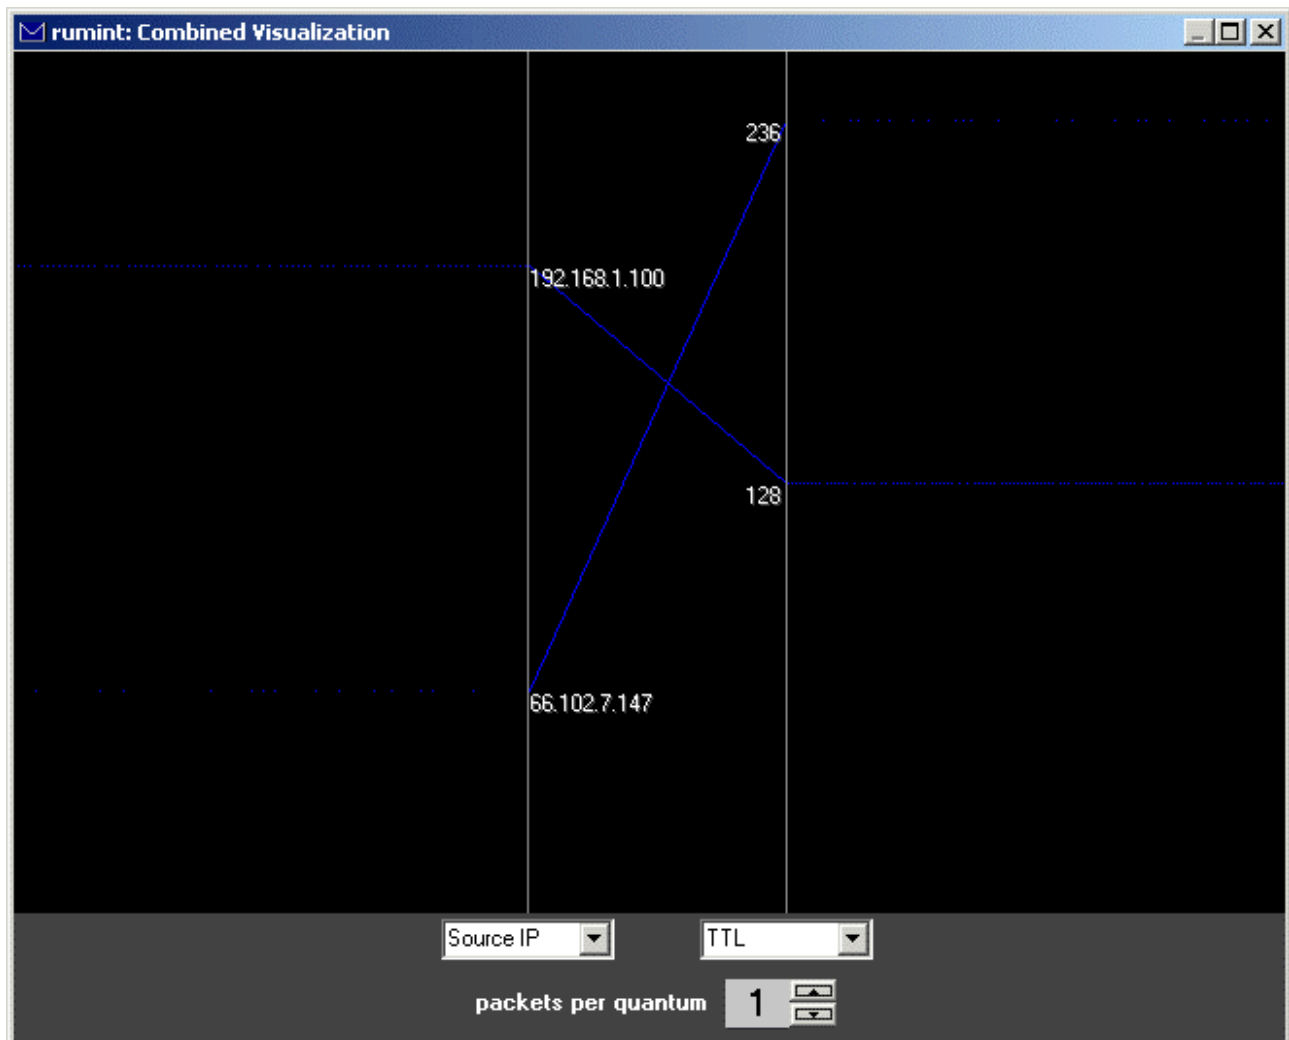 rumint: Combined Visualization
236
192.168.1.100
128
66.102.7.147
Source IP
TTL
packets per quantum 1